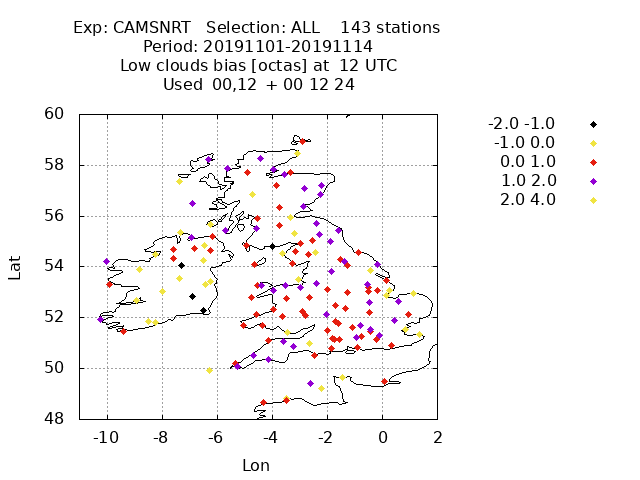 Exp: CAMSNRT Selection: ALL 143 stations
Period: 20191101-20191114
Low clouds bias [octas] at 12 UTC
Used 00,12 + 00 12 24
-2.0 -1.0
-1.0 0.0
0.0 1.0
1.0 2.0
2.0 4.0
60
58
56
54
52
50
48
Lat
-10 -8 -6 -4 -2 0 2
Lon